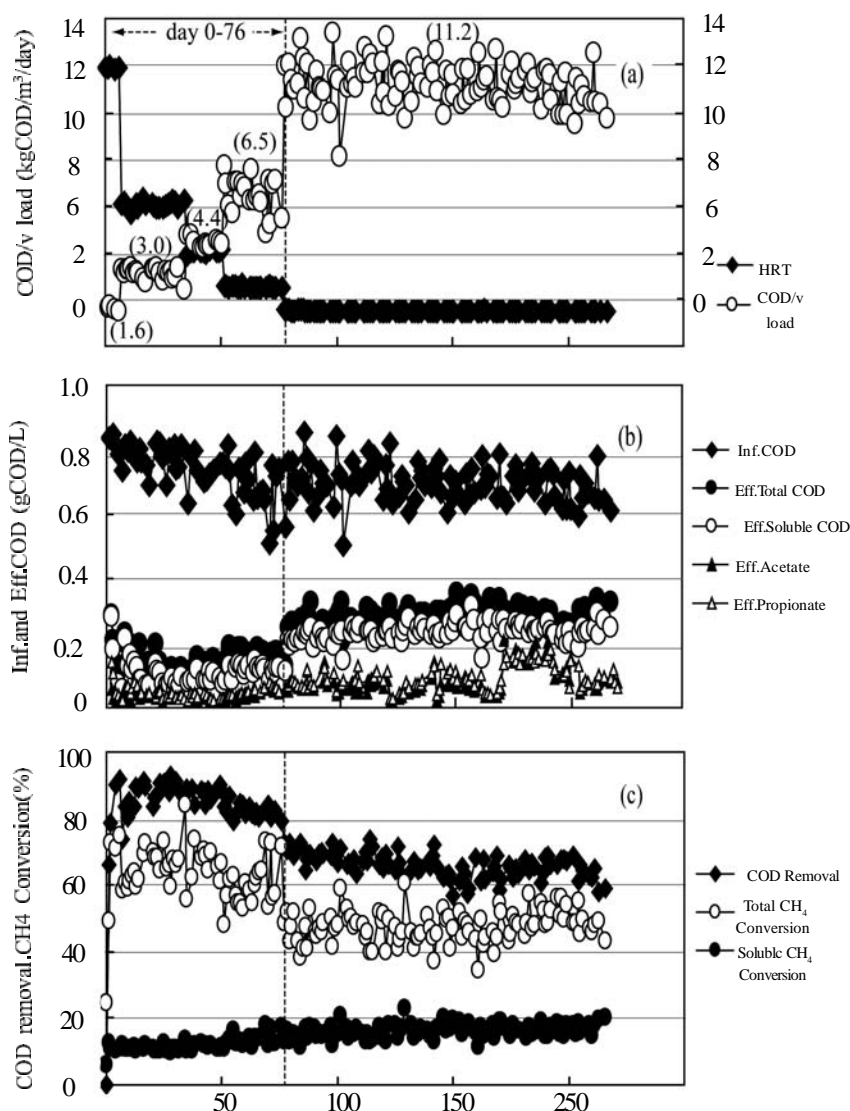 14
12
10
8
6
2
0
COD/v load (kgCOD/m³/day)
day 0-76
(11.2)
(a)
(6.5)
(4.4)
(3.0)
(1.6)
14
12
10
8
6
2
0
HRT
COD/v
load
1.0
0.8
0.6
0.4
0.2
0
Inf.and Eff.COD (gCOD/L)
(b)
Inf.COD
Eff.Total COD
Eff.Soluble COD
Eff.Acetate
Eff.Propionate
100
80
60
40
20
0
COD removal.CH4 Conversion(%)
(c)
COD Removal
Total CH₄
Conversion
Solublc CH₄
Conversion
50
100
150
250